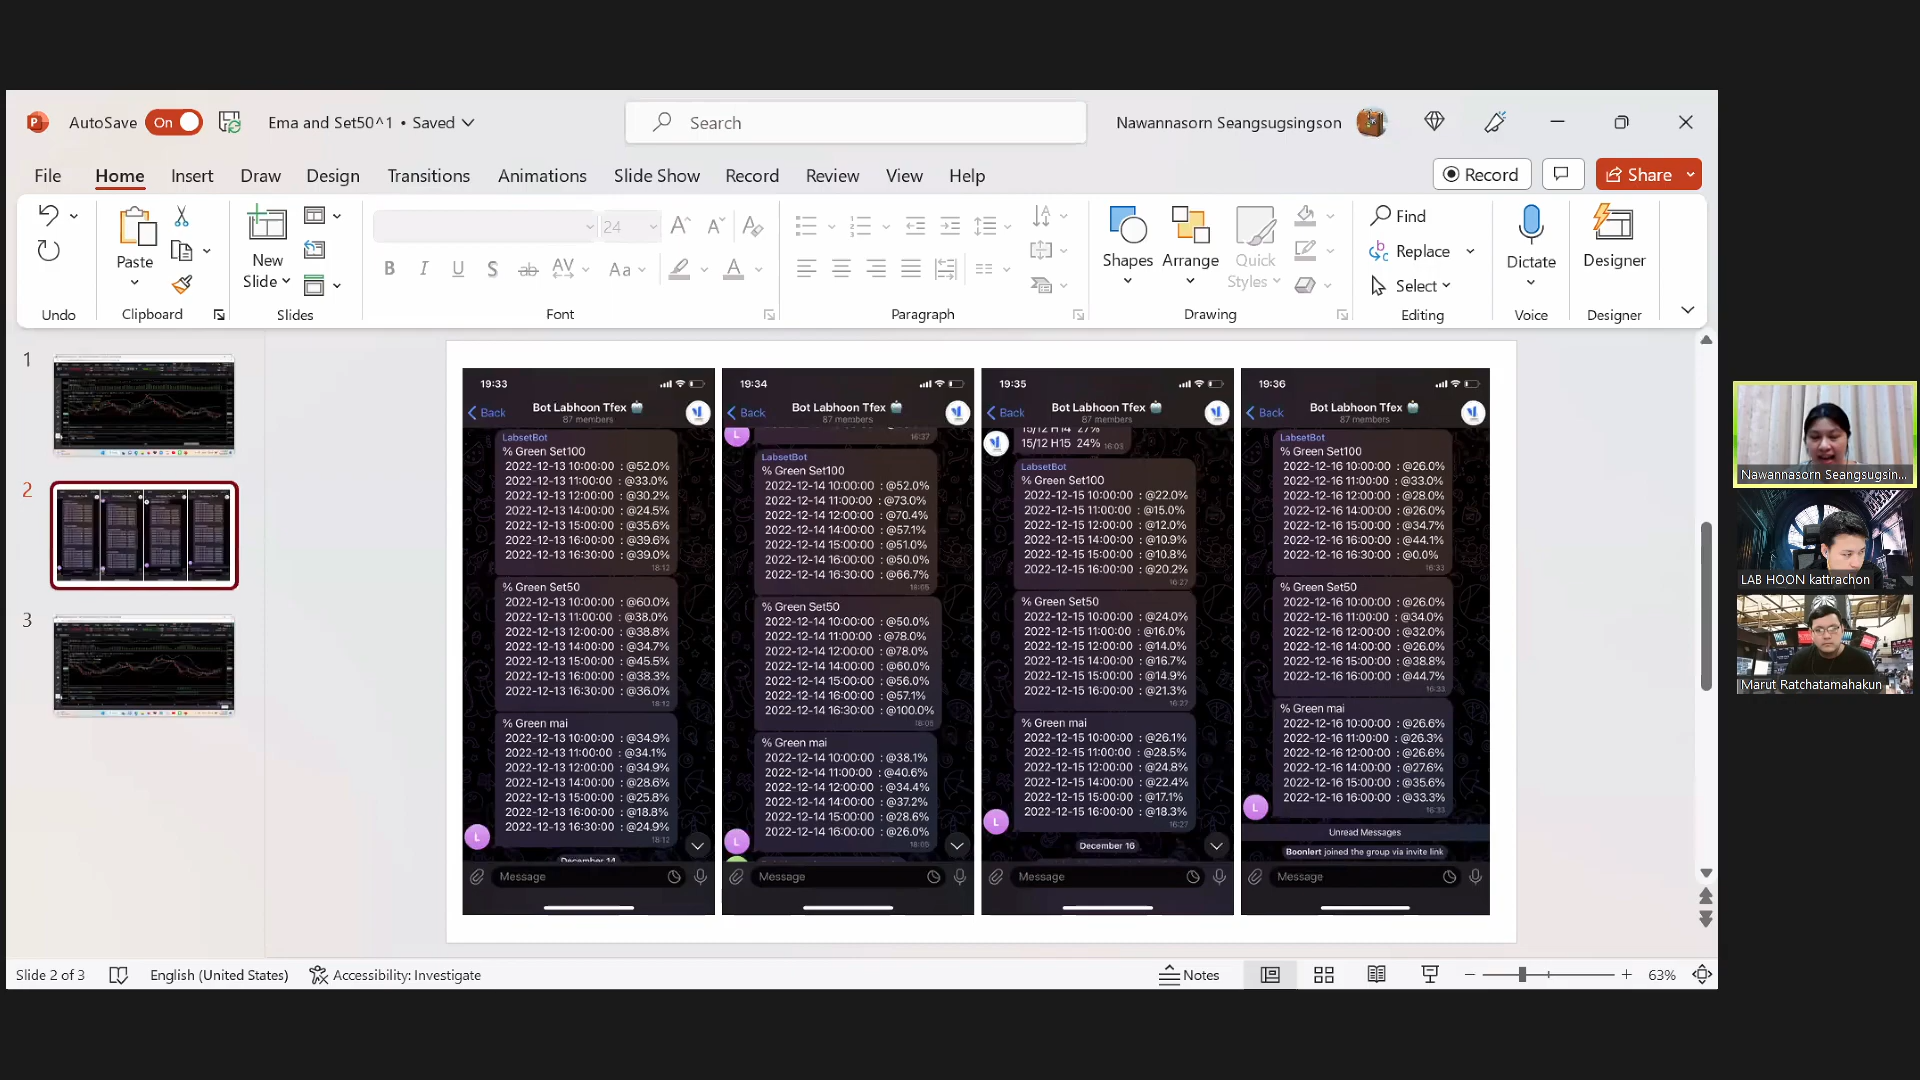 AutoSave
On
Ema and Set50^1 • Saved
Search
Nawannasorn Seangsugsingson
File
Home
Insert
Draw
Design
Transitions
Animations
Slide Show
Record
Review
View
Help
Record
Share
Undo
Paste
Clipboard
New
Slide
Slides
24
Font
Paragraph
Shapes
Arrange
Quick
Styles
Drawing
Find
Replace
Select
Editing
Dictate
Voice
Designer
Designer
1
2
3
19:33
Back
Bot Labhoon Tfex
87 members
LabsetBot
% Green Set100
2022-12-13 10:00:00 : @52.0%
2022-12-13 11:00:00 : @33.0%
2022-12-13 12:00:00 : @30.2%
2022-12-13 14:00:00 : @24.5%
2022-12-13 15:00:00 : @35.6%
2022-12-13 16:00:00 : @39.6%
2022-12-13 16:30:00 : @39.0%
18:12
% Green Set50
2022-12-13 10:00:00 : @60.0%
2022-12-13 11:00:00 : @38.0%
2022-12-13 12:00:00 : @38.8%
2022-12-13 14:00:00 : @34.7%
2022-12-13 15:00:00 : @45.5%
2022-12-13 16:00:00 : @38.3%
2022-12-13 16:30:00 : @36.0%
18:12
% Green mai
2022-12-13 10:00:00 : @34.9%
2022-12-13 11:00:00 : @34.1%
2022-12-13 12:00:00 : @34.9%
2022-12-13 14:00:00 : @28.6%
2022-12-13 15:00:00 : @25.8%
2022-12-13 16:00:00 : @18.8%
2022-12-13 16:30:00 : @24.9%
18:12
L
December 14
Message
19:34
Back
Bot Labhoon Tfex
87 members
L
16:37
LabsetBot
% Green Set100
2022-12-14 10:00:00 : @52.0%
2022-12-14 11:00:00 : @73.0%
2022-12-14 12:00:00 : @70.4%
2022-12-14 14:00:00 : @57.1%
2022-12-14 15:00:00 : @51.0%
2022-12-14 16:00:00 : @50.0%
2022-12-14 16:30:00 : @66.7%
18:05
% Green Set50
2022-12-14 10:00:00 : @50.0%
2022-12-14 11:00:00 : @78.0%
2022-12-14 12:00:00 : @78.0%
2022-12-14 14:00:00 : @60.0%
2022-12-14 15:00:00 : @56.0%
2022-12-14 16:00:00 : @57.1%
2022-12-14 16:30:00 : @100.0%
18:05
% Green mai
2022-12-14 10:00:00 : @38.1%
2022-12-14 11:00:00 : @40.6%
2022-12-14 12:00:00 : @34.4%
2022-12-14 14:00:00 : @37.2%
2022-12-14 15:00:00 : @28.6%
2022-12-14 16:00:00 : @26.0%
18:05
L
Message
19:35
Back
Bot Labhoon Tfex
87 members
15/12 H14 27%
15/12 H15 24% 16:05
LabsetBot
% Green Set100
2022-12-15 10:00:00 : @22.0%
2022-12-15 11:00:00 : @15.0%
2022-12-15 12:00:00 : @12.0%
2022-12-15 14:00:00 : @10.9%
2022-12-15 15:00:00 : @10.8%
2022-12-15 16:00:00 : @20.2%
16:27
% Green Set50
2022-12-15 10:00:00 : @24.0%
2022-12-15 11:00:00 : @16.0%
2022-12-15 12:00:00 : @14.0%
2022-12-15 14:00:00 : @16.7%
2022-12-15 15:00:00 : @14.9%
2022-12-15 16:00:00 : @21.3%
16:27
% Green mai
2022-12-15 10:00:00 : @26.1%
2022-12-15 11:00:00 : @28.5%
2022-12-15 12:00:00 : @24.8%
2022-12-15 14:00:00 : @22.4%
2022-12-15 15:00:00 : @17.1%
2022-12-15 16:00:00 : @18.3%
16:27
L
December 16
Message
19:36
Back
Bot Labhoon Tfex
87 members
LabsetBot
% Green Set100
2022-12-16 10:00:00 : @26.0%
2022-12-16 11:00:00 : @33.0%
2022-12-16 12:00:00 : @28.0%
2022-12-16 14:00:00 : @26.0%
2022-12-16 15:00:00 : @34.7%
2022-12-16 16:00:00 : @44.1%
2022-12-16 16:30:00 : @0.0%
16:33
% Green Set50
2022-12-16 10:00:00 : @26.0%
2022-12-16 11:00:00 : @34.0%
2022-12-16 12:00:00 : @32.0%
2022-12-16 14:00:00 : @26.0%
2022-12-16 15:00:00 : @38.8%
2022-12-16 16:00:00 : @44.7%
16:33
% Green mai
2022-12-16 10:00:00 : @26.6%
2022-12-16 11:00:00 : @26.3%
2022-12-16 12:00:00 : @26.6%
2022-12-16 14:00:00 : @27.6%
2022-12-16 15:00:00 : @35.6%
2022-12-16 16:00:00 : @33.3%
16:33
L
Unread Messages
Boonlert joined the group via invite link
Message
Nawannasorn Seangsugsin...
LAB HOON kattrachon
Marut Ratchatamahakun
Slide 2 of 3
English (United States)
Accessibility: Investigate
Notes
63%